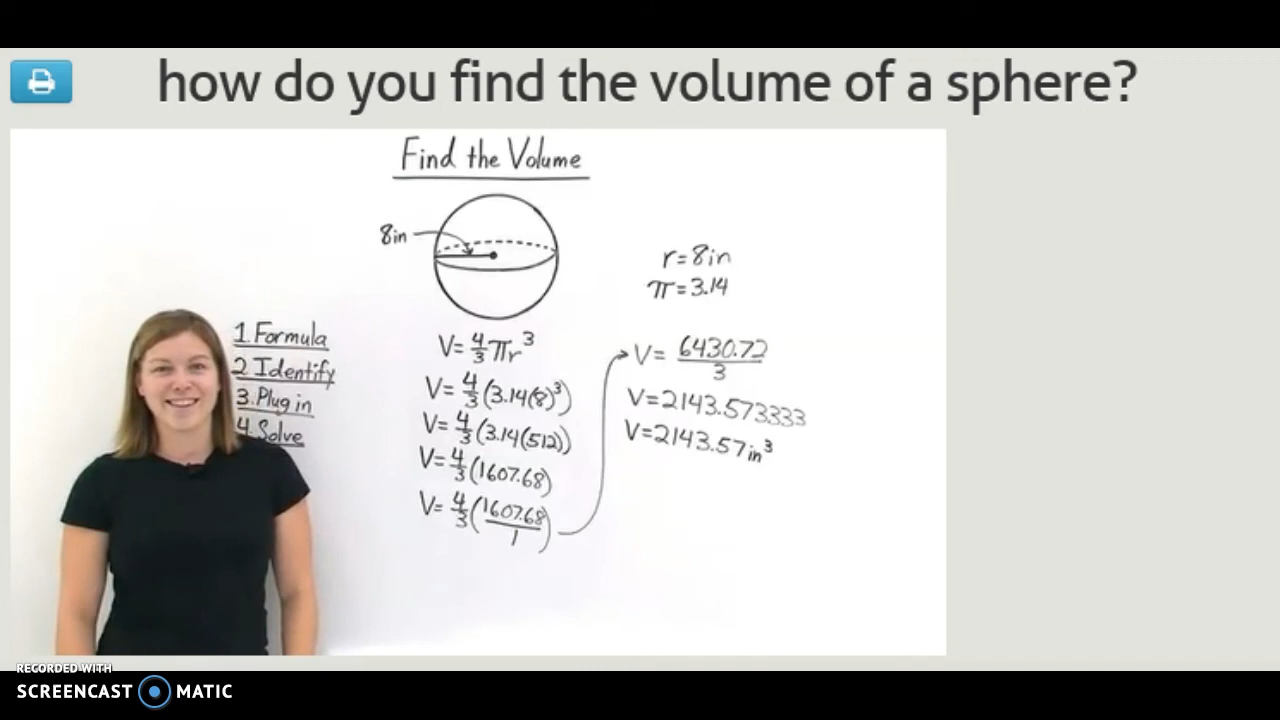 how do you find the volume of a sphere?
Find the Volume
8in
r=8in
π=3.14
1.Formula
2 Identify
3.Plug in
4.Solve
V=4/3πr³
V=4/3(3.14(8)³)
V=4/3(3.14(512))
V=4/3(1607.68)
V=4/3(1607.68/1)
V=6430.72/3
V=2143.573333
V=2143.57in³
RECORDED WITH
SCREENCAST MATIC